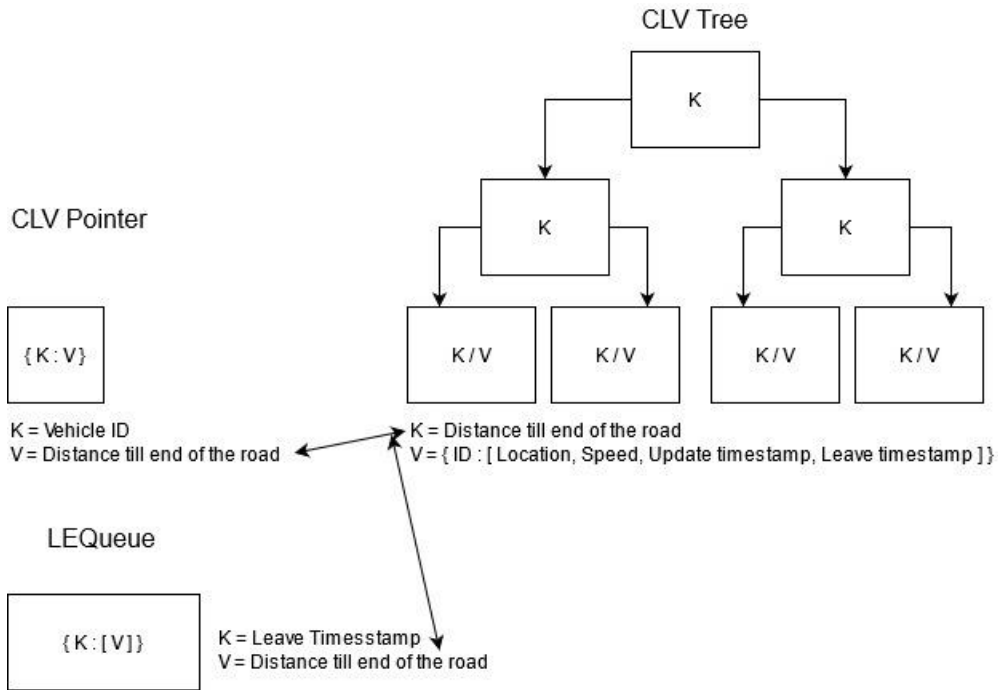 CLV Tree
K
K
K
CLV Pointer
{ K : V }
K / V
K / V
K / V
K / V
K = Vehicle ID
V = Distance till end of the road
K = Distance till end of the road
V = { ID : [ Location, Speed, Update timestamp, Leave timestamp ] }
LEQueue
{ K : [ V ] }
K = Leave Timesstamp
V = Distance till end of the road